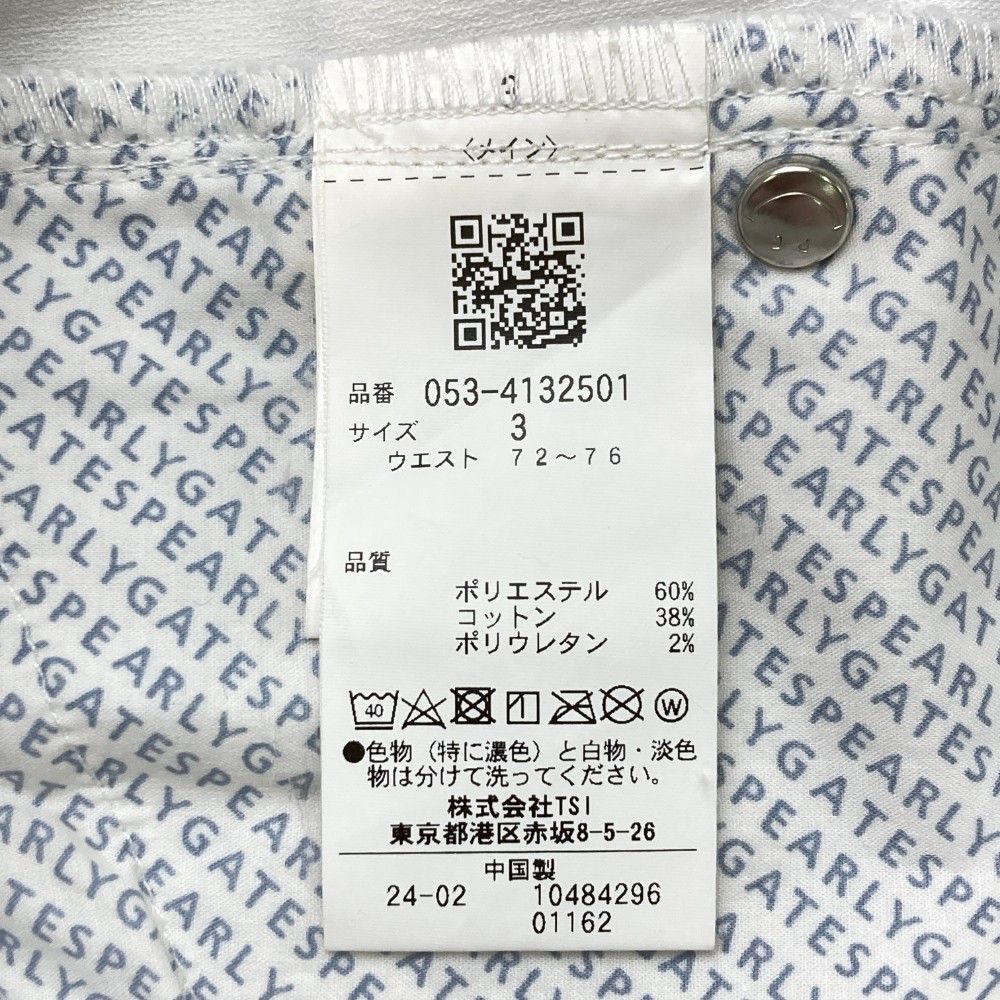 〈メイン〉
品番 053-4132501
サイズ 3
ウエスト 72～76
品質
ポリエステル 60%
コットン 38%
ポリウレタン 2%
40
W
●色物（特に濃色）と白物・淡色
物は分けて洗ってください。
株式会社TSI
東京都港区赤坂8-5-26
中国製
24-02 10484296
01162
PEARLYGATES